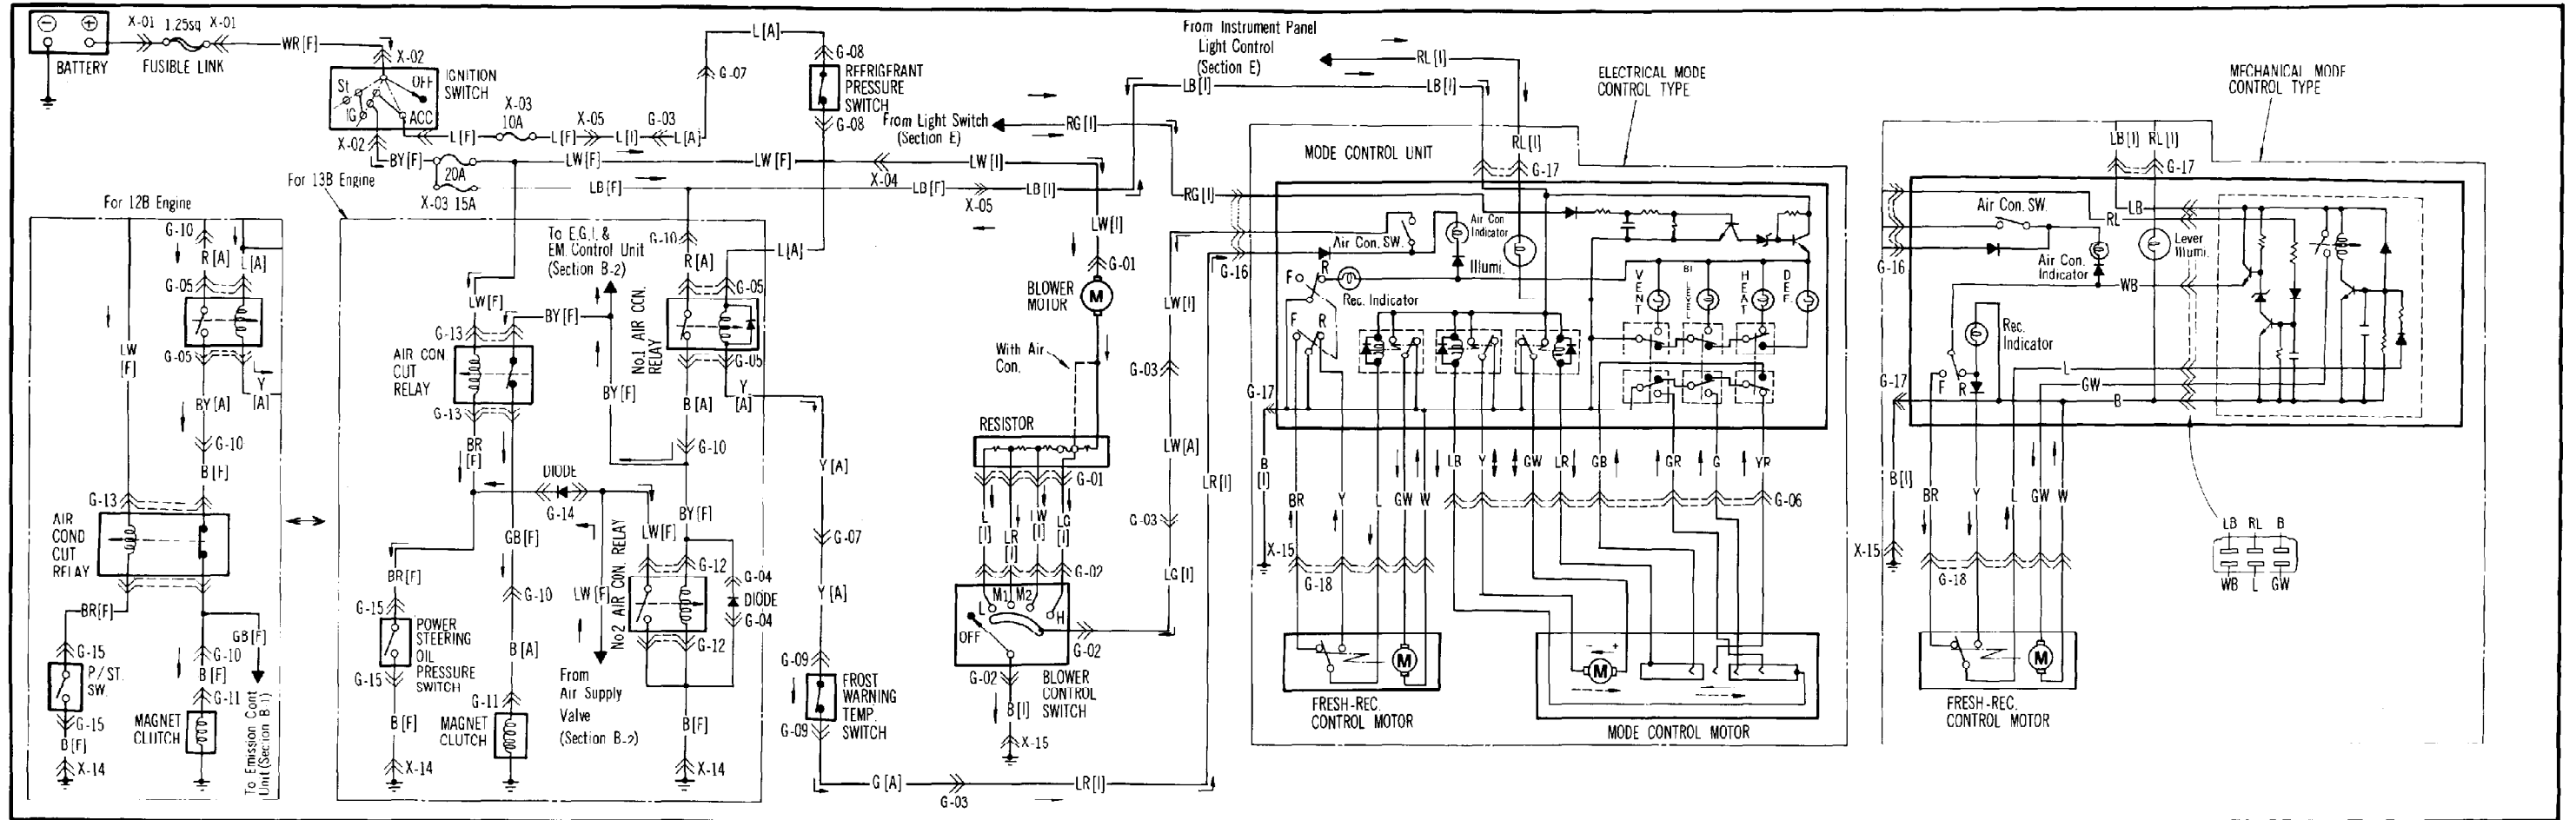 X-01 1.25sq X-01
BATTERY
FUSIBLE LINK
WR[F]
X-02
IGNITION
SWITCH
St
OFF
IG
ACC
X-02
L[F]
X-03
10A
L[F]
X-05
L[I]
G-03
L[A]
L[A]
G-07
G-08
REFRIGRANT
PRESSURE
SWITCH
G-08
BY[F]
20A
X-03 15A
LW[F]
LW[F]
X-04
LW[I]
LB[F]
LB[F]
X-05
LB[I]
From Light Switch
(Section E)
RG[I]
From Instrument Panel
Light Control
(Section E)
RL[I]
LB[I]
LB[I]
RL[I]
For 12B Engine
G-10
R[A]
L[A]
G-05
G-05
LW
[F]
Y
[A]
BY[A]
G-10
B[F]
G-13
AIR
COND
CUT
RELAY
BR[F]
G-15
P/ST.
SW.
G-15
B[F]
X-14
GB[F]
G-10
B[F]
G-11
MAGNET
CLUTCH
To Emission Cont
Unit (Section B-1)
For 13B Engine
To E.G.I. &
EM. Control Unit
(Section B-2)
G-10
R[A]
L[A]
G-05
No.1 AIR CON.
RELAY
G-05
LW[F]
BY[F]
G-13
AIR CON
CUT
RELAY
G-13
BY[F]
B[A]
Y
[A]
G-10
BR
[F]
DIODE
G-14
GB[F]
LW[F]
BY[F]
No2 AIR CON. RELAY
G-12
G-04
DIODE
G-04
G-12
BR[F]
G-15
POWER
STEERING
OIL
PRESSURE
SWITCH
G-15
B[F]
X-14
G-10
B[A]
G-11
MAGNET
CLUTCH
LW[F]
From
Air Supply
Valve
(Section B-2)
B[F]
X-14
Y[A]
G-07
Y[A]
G-09
FROST
WARNING
TEMP.
SWITCH
G-09
G[A]
G-03
LR[I]
LW[I]
G-01
BLOWER
MOTOR
M
With Air
Con.
RESISTOR
G-01
L
[I]
LR
[I]
LW
[I]
LG
[I]
G-02
L
M1
M2
H
OFF
G-02
G-02
BLOWER
CONTROL
SWITCH
B[I]
X-15
LW[I]
G-03
LW[A]
G-03
LG[I]
LR[I]
ELECTRICAL MODE
CONTROL TYPE
MODE CONTROL UNIT
G-17
RG[I]
G-16
Air Con. SW.
Air Con
Indicator
Illumi.
F
R
Rec. Indicator
F
R
VENT
BI LEVEL
HEAT
DEF.
G-17
B
[I]
X-15
BR
Y
L
GW
W
LB
Y
GW
LR
GB
GR
G
YR
G-06
G-18
M
FRESH-REC.
CONTROL MOTOR
M
MODE CONTROL MOTOR
MECHANICAL MODE
CONTROL TYPE
LB[I] RL[I]
G-17
Air Con. SW.
LB
RL
G-16
Air Con.
Indicator
Lever
Illumi.
WB
Rec.
Indicator
F
R
L
GW
B
G-17
B[I]
X-15
BR
Y
L
GW
W
G-18
M
FRESH-REC.
CONTROL MOTOR
LB RL B
WB L GW